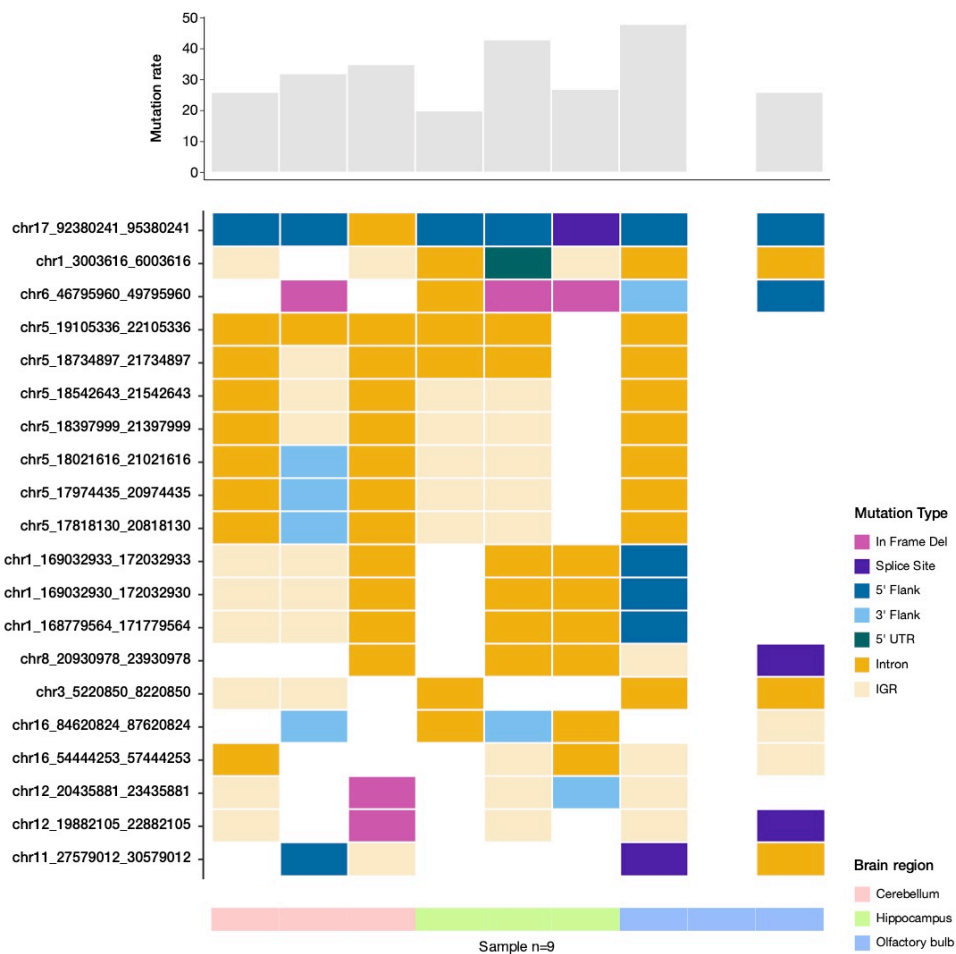 Mutation rate
50
40
30
20
10
0
chr17_92380241_95380241
chr1_3003616_6003616
chr6_46795960_49795960
chr5_19105336_22105336
chr5_18734897_21734897
chr5_18542643_21542643
chr5_18397999_21397999
chr5_18021616_21021616
chr5_17974435_20974435
chr5_17818130_20818130
chr1_169032933_172032933
chr1_169032930_172032930
chr1_168779564_171779564
chr8_20930978_23930978
chr3_5220850_8220850
chr16_84620824_87620824
chr16_54444253_57444253
chr12_20435881_23435881
chr12_19882105_22882105
chr11_27579012_30579012
Sample n=9
Mutation Type
In Frame Del
Splice Site
5' Flank
3' Flank
5' UTR
Intron
IGR
Brain region
Cerebellum
Hippocampus
Olfactory bulb